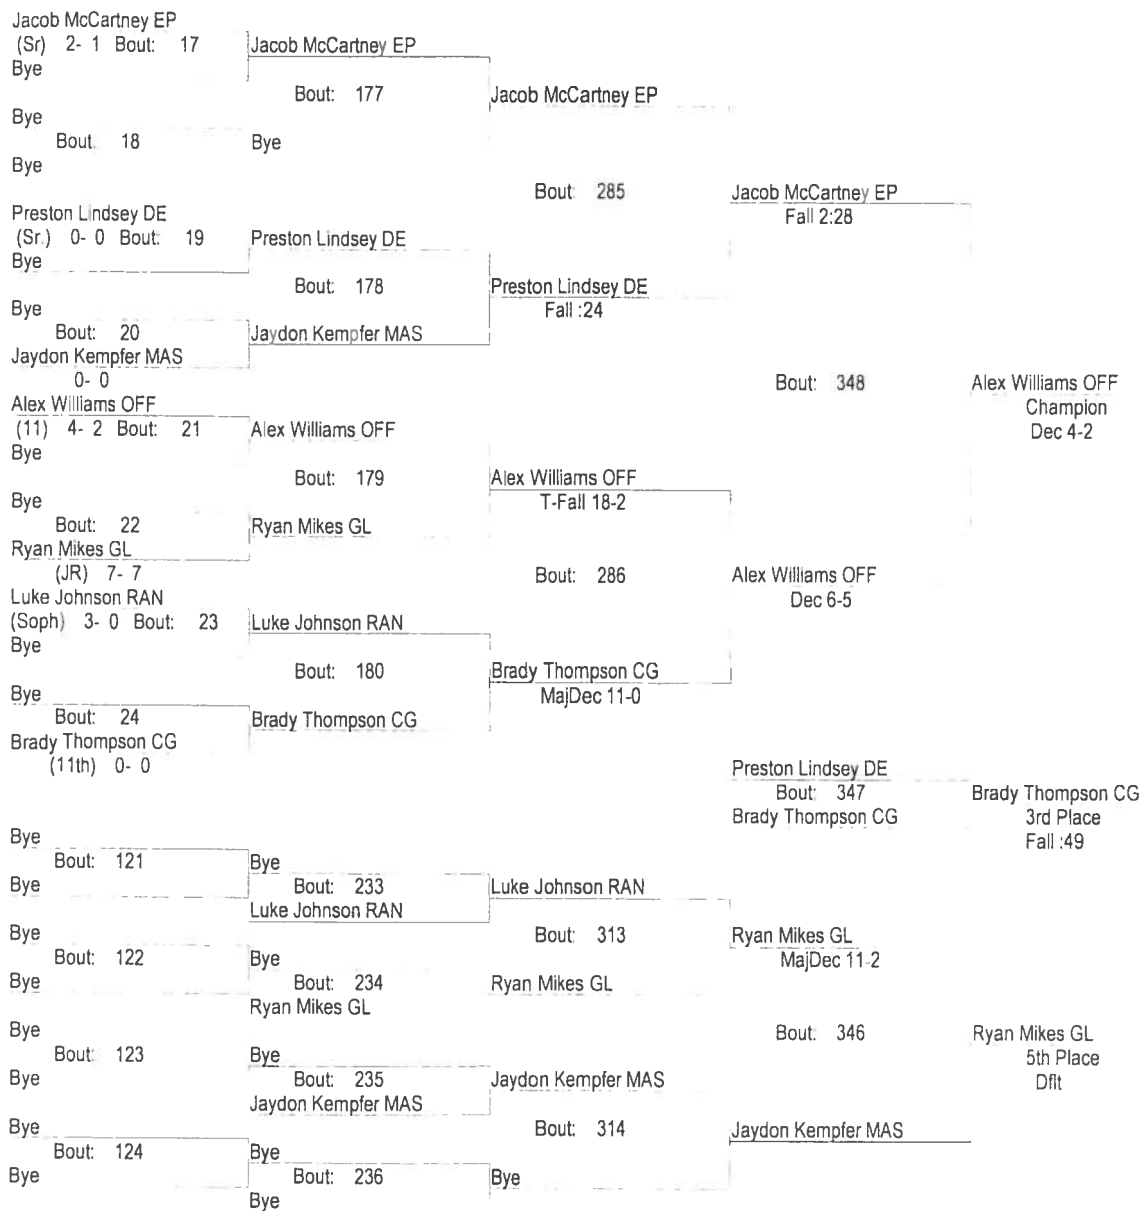 Jacob McCartney EP
(Sr) 2- 1 Bout: 17 Jacob McCartney EP
Bye
Bout: 177 Jacob McCartney EP
Bye
Bout. 18 Bye
Bye
Bout: 285 Jacob McCartney EP
Fall 2:28
Preston Lindsey DE
(Sr.) 0- 0 Bout: 19 Preston Lindsey DE
Bye
Bout: 178 Preston Lindsey DE
Bye Fall :24
Bout: 20 Jaydon Kempfer MAS
Jaydon Kempfer MAS
0- 0
Bout: 348 Alex Williams OFF
Champion
Dec 4-2
Alex Williams OFF
(11) 4- 2 Bout: 21 Alex Williams OFF
Bye
Bout: 179 Alex Williams OFF
Bye T-Fall 18-2
Bout: 22 Ryan Mikes GL
Ryan Mikes GL
(JR) 7- 7
Bout: 286 Alex Williams OFF
Dec 6-5
Luke Johnson RAN
(Soph) 3- 0 Bout: 23 Luke Johnson RAN
Bye
Bout: 180 Brady Thompson CG
Bye MajDec 11-0
Bout: 24 Brady Thompson CG
Brady Thompson CG
(11th) 0- 0
Preston Lindsey DE
Bout: 347 Brady Thompson CG
Brady Thompson CG 3rd Place
Fall :49
Bye
Bout: 121 Bye
Bye Bout: 233 Luke Johnson RAN
Luke Johnson RAN
Bye Bout: 313 Ryan Mikes GL
Bout: 122 Bye MajDec 11-2
Bye Bout: 234 Ryan Mikes GL
Ryan Mikes GL
Bye Bout: 346 Ryan Mikes GL
Bout: 123 Bye 5th Place
Bye Bout: 235 Jaydon Kempfer MAS Dflt
Jaydon Kempfer MAS
Bye Bout: 314 Jaydon Kempfer MAS
Bout: 124 Bye
Bye Bout: 236 Bye
Bye